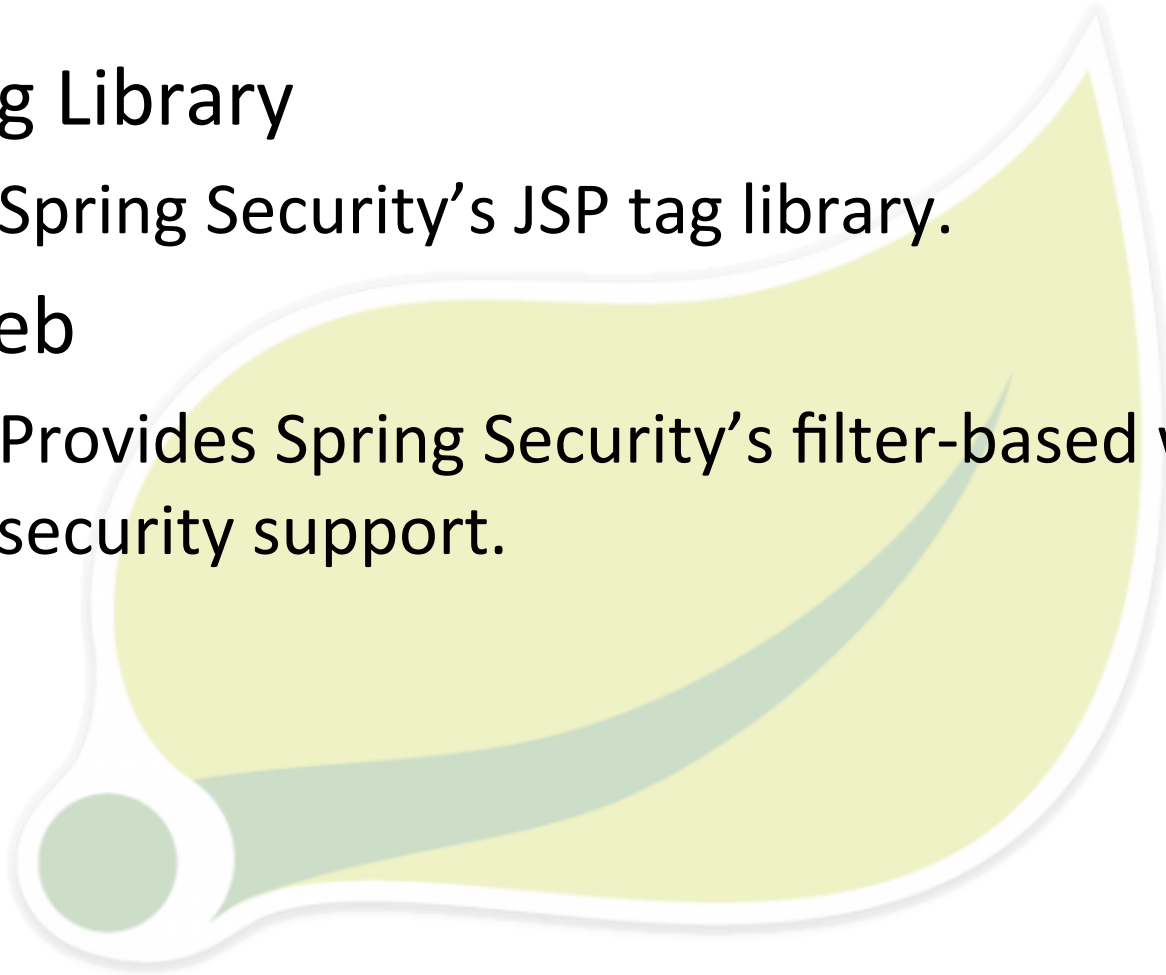 g Library
Spring Security’s JSP tag library.
eb
Provides Spring Security’s filter-based
security support.